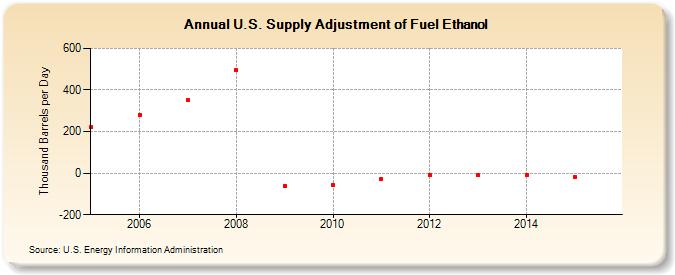 Annual U.S. Supply Adjustment of Fuel Ethanol
Thousand Barrels per Day
600
400
200
0
-200
2006 2008 2010 2012 2014
Source: U.S. Energy Information Administration